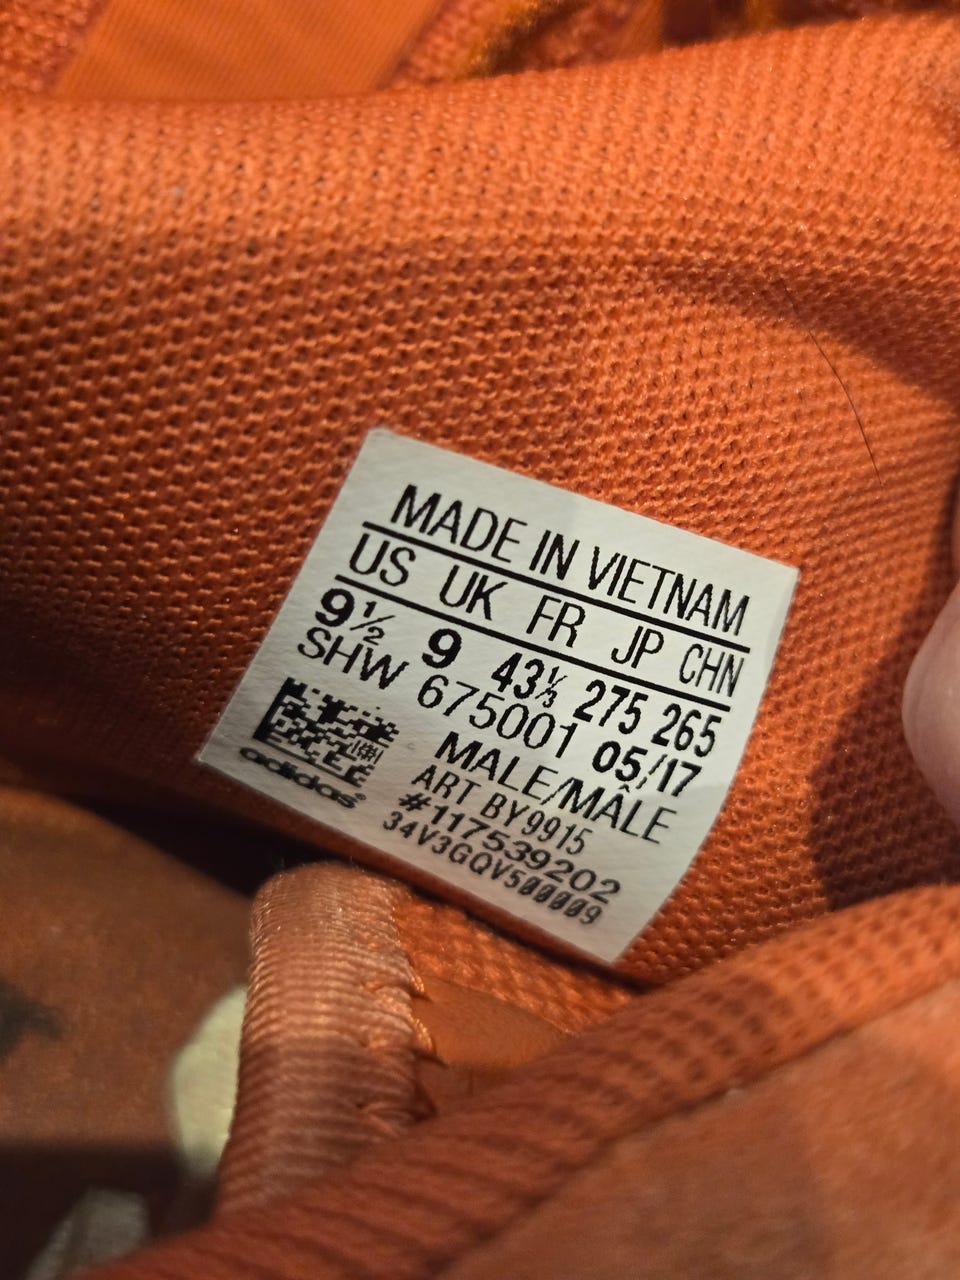 MADE IN VIETNAM
US UK FR JP CHN
9½ 9 43⅓ 275 265
SHW 675001 05/17
MALE/MÂLE
ART BY9915
#117539202
34V3GQV500009
adidas®